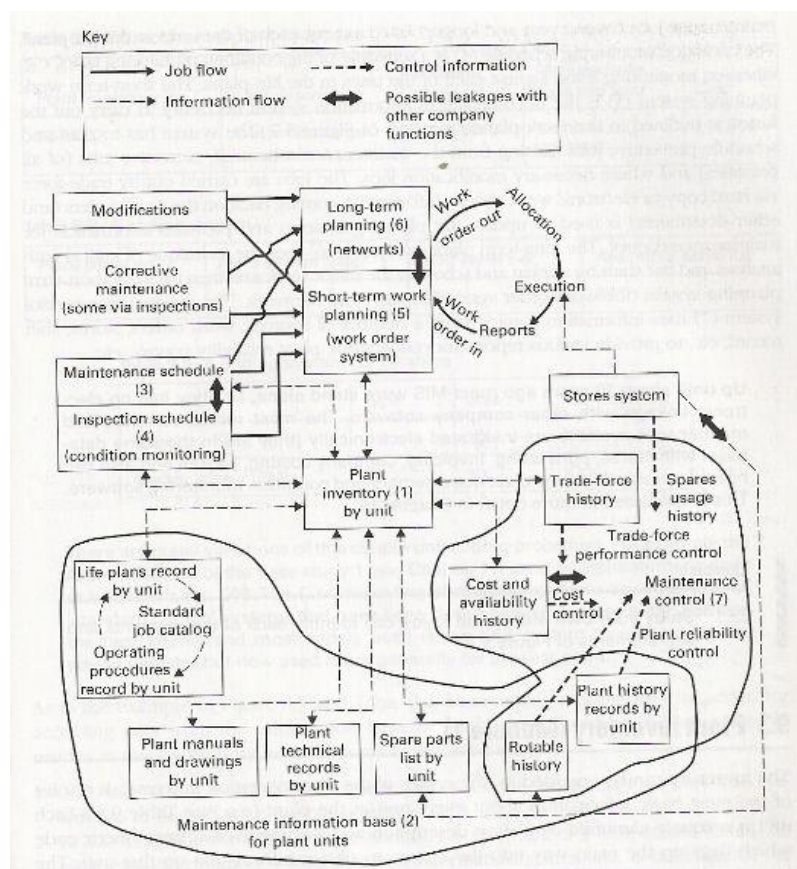 Key
Job flow
Information flow
Control information
Possible leakages with
other company
functions
Modifications
Corrective
maintenance
(some via inspections)
Maintenance schedule
(3)
Inspection schedule
(4)
(condition monitoring)
Long-term
planning (6)
(networks)
Short-term work
planning (5)
(work order
system)
Work
order out
Allocation
Execution
Reports
Work
order in
Stores system
Plant
inventory (1)
by unit
Trade-force
history
Spares
usage
history
Trade-force
performance control
Life plans record
by unit
Standard
job catalog
Operating
procedures
record by unit
Cost and
availability
history
Cost
control
Maintenance
control (7)
Plant reliability
control
Plant history
records by
unit
Plant manuals
and drawings
by unit
Plant
technical
records by
unit
Spare parts
list by
unit
Rotable
history
Maintenance information base (2)
for plant units